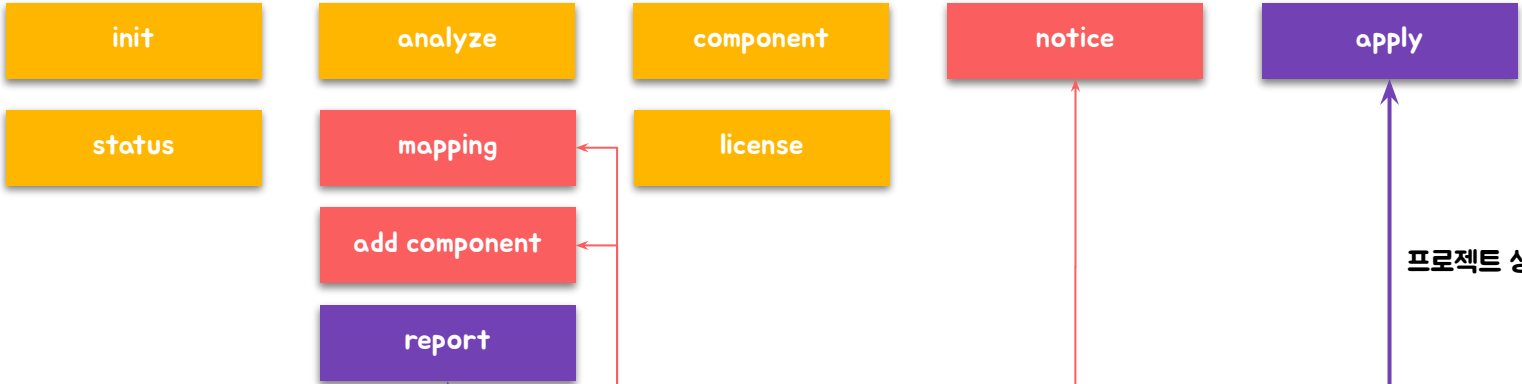 init
analyze
component
notice
apply
status
mapping
license
add component
프로젝트
report